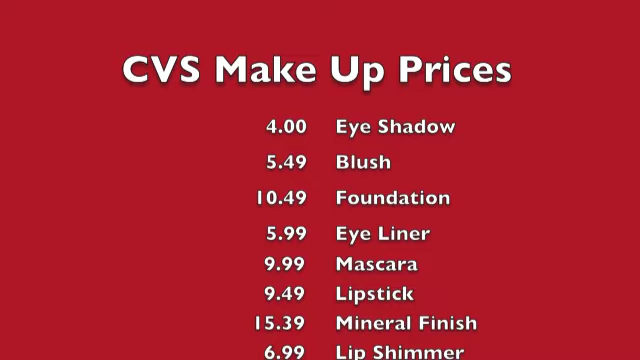 CVS Make Up Prices
4.00 Eye Shadow
5.49 Blush
10.49 Foundation
5.99 Eye Liner
9.99 Mascara
9.49 Lipstick
15.39 Mineral Finish
6.99 Lip Shimmer